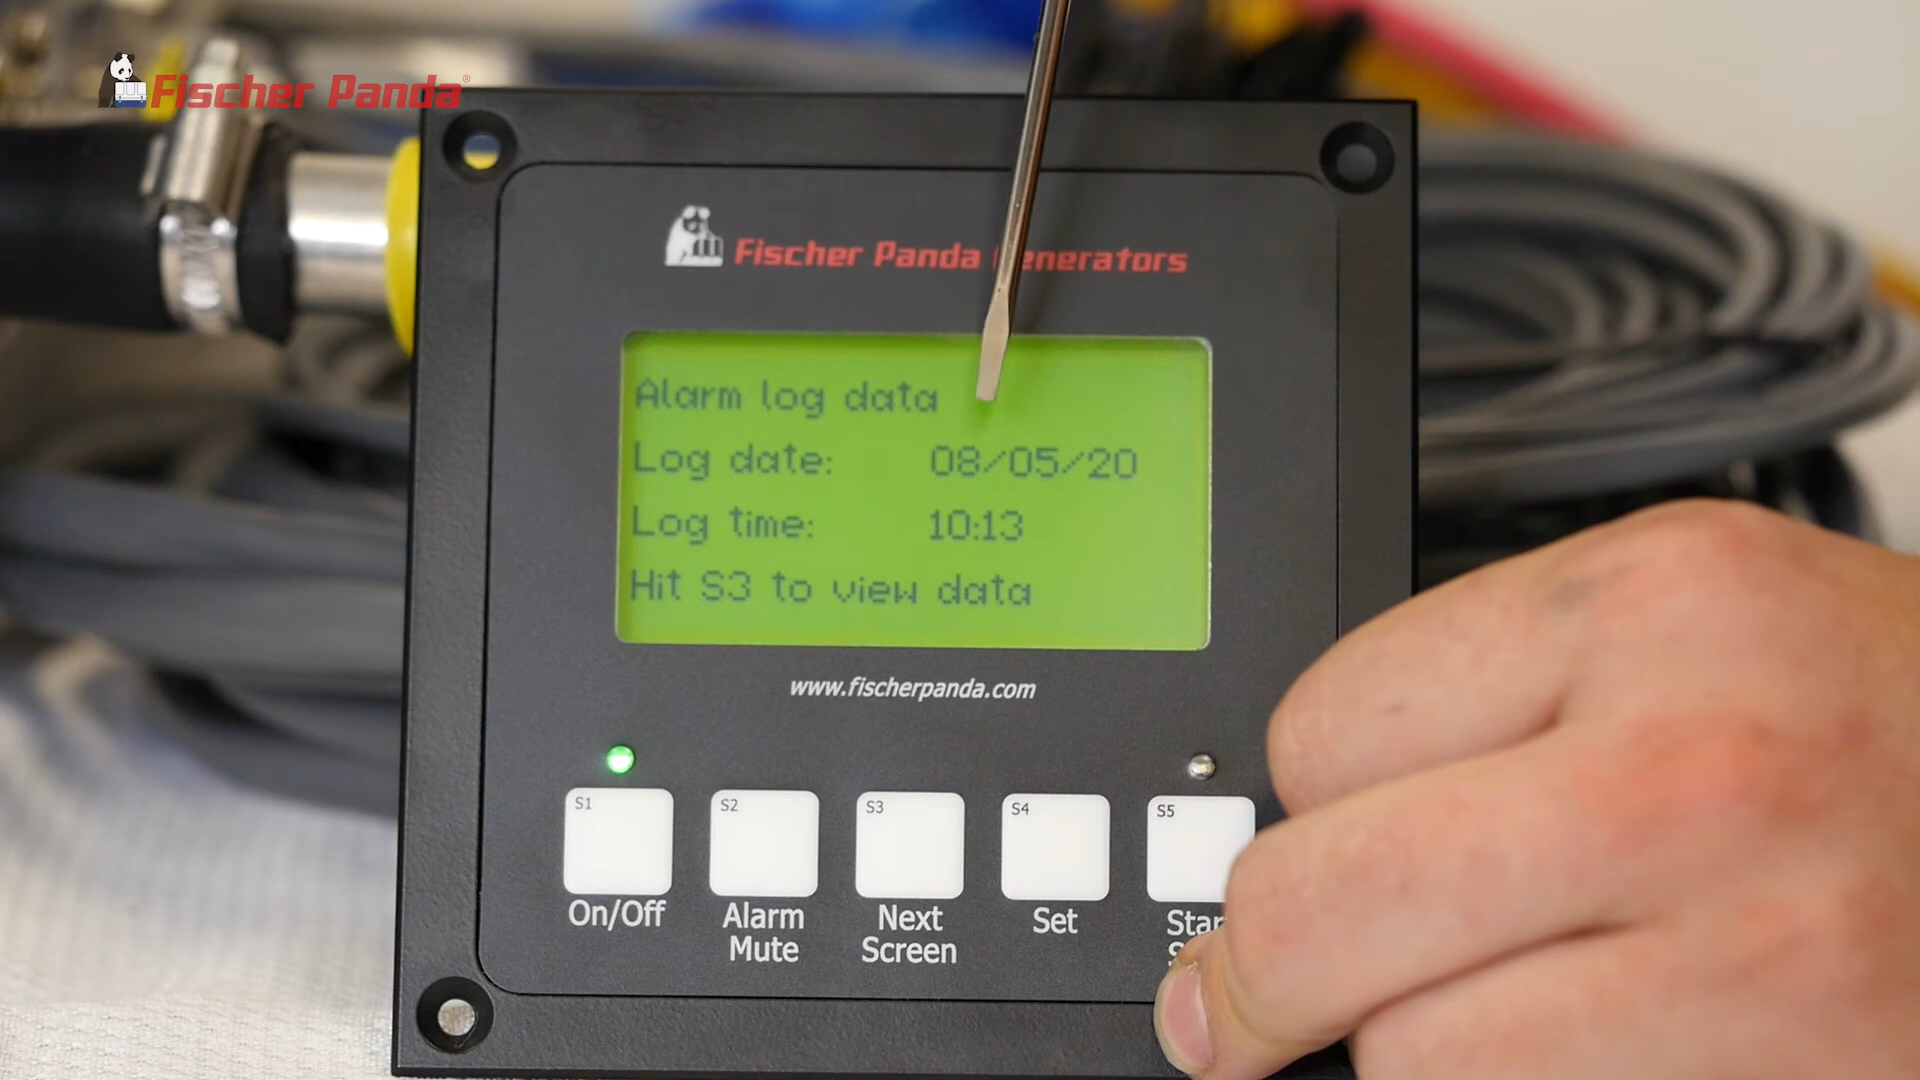 Fischer Panda®
Fischer Panda Generators
Alarm log data
Log date: 08/05/20
Log time: 10:13
Hit S3 to view data
www.fischerpanda.com
S1 S2 S3 S4 S5
On/Off Alarm Mute Next Screen Set